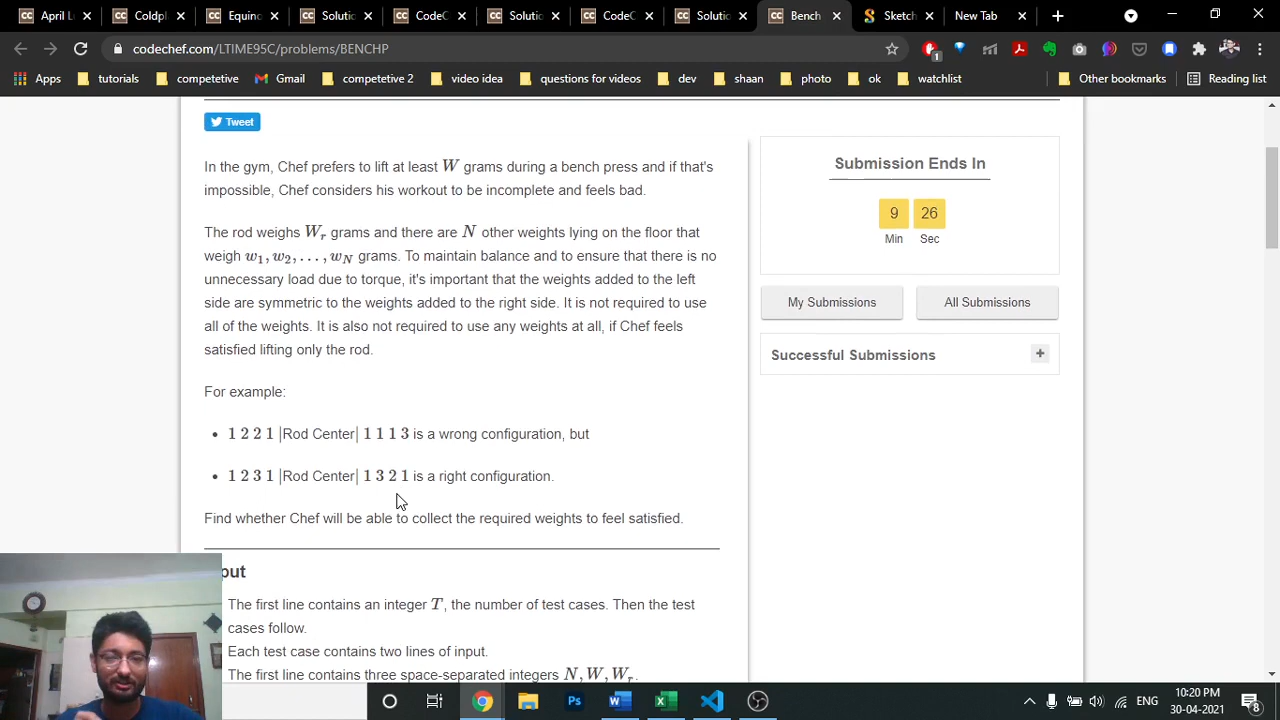 April L
Coldpl
Equino
Solution
CodeC
Solution
CodeC
Solution
Bench
Sketch
New Tab
codechef.com/LTIME95C/problems/BENCHP
1
Apps
tutorials
competetive
Gmail
competetive 2
video idea
questions for videos
dev
shaan
photo
ok
watchlist
Other bookmarks
Reading list
Tweet
In the gym, Chef prefers to lift at least W grams during a bench press and if that's
impossible, Chef considers his workout to be incomplete and feels bad.
The rod weighs Wr grams and there are N other weights lying on the floor that
weigh w1, w2, . . . , wN grams. To maintain balance and to ensure that there is no
unnecessary load due to torque, it's important that the weights added to the left
side are symmetric to the weights added to the right side. It is not required to use
all of the weights. It is also not required to use any weights at all, if Chef feels
satisfied lifting only the rod.
For example:
• 1 2 2 1 |Rod Center| 1 1 1 3 is a wrong configuration, but
• 1 2 3 1 |Rod Center| 1 3 2 1 is a right configuration.
Find whether Chef will be able to collect the required weights to feel satisfied.
put
The first line contains an integer T, the number of test cases. Then the test
cases follow.
Each test case contains two lines of input.
The first line contains three space-separated integers N, W, Wr.
Submission Ends In
9 26
Min Sec
My Submissions
All Submissions
Successful Submissions
+
ENG
10:20 PM
30-04-2021
8